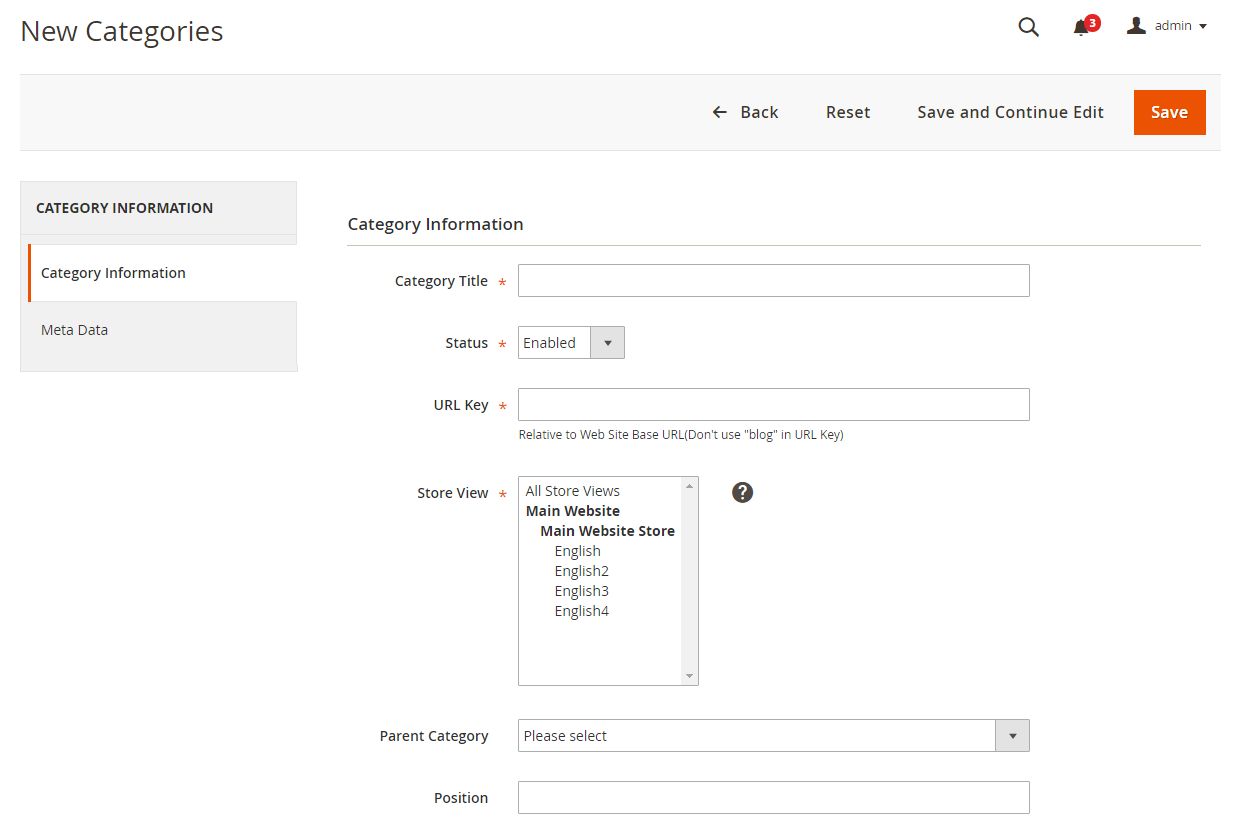 New Categories
3
admin
Back
Reset
Save and Continue Edit
Save
CATEGORY INFORMATION
Category Information
Meta Data
Category Information
Category Title *
Status * Enabled
URL Key *
Relative to Web Site Base URL(Don't use "blog" in URL Key)
Store View *
All Store Views
Main Website
Main Website Store
English
English2
English3
English4
?
Parent Category Please select
Position